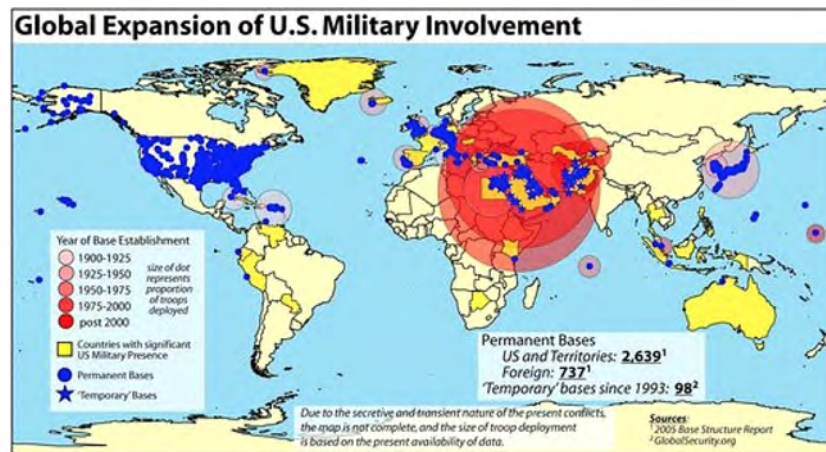 Global Expansion of U.S. Military Involvement
Year of Base Establishment
1900-1925
1925-1950
1950-1975
1975-2000
post 2000
size of dot
represents
proportion
of troops
deployed
Countries with significant
US Military Presence
Permanent Bases
'Temporary' Bases
Permanent Bases
US and Territories: 2,639¹
Foreign: 737¹
'Temporary' bases since 1993: 98²
Due to the secretive and transient nature of the present conflicts,
the map is not complete, and the size of troop deployment
is based on the present availability of data.
Sources:
¹ 2005 Base Structure Report
² GlobalSecurity.org